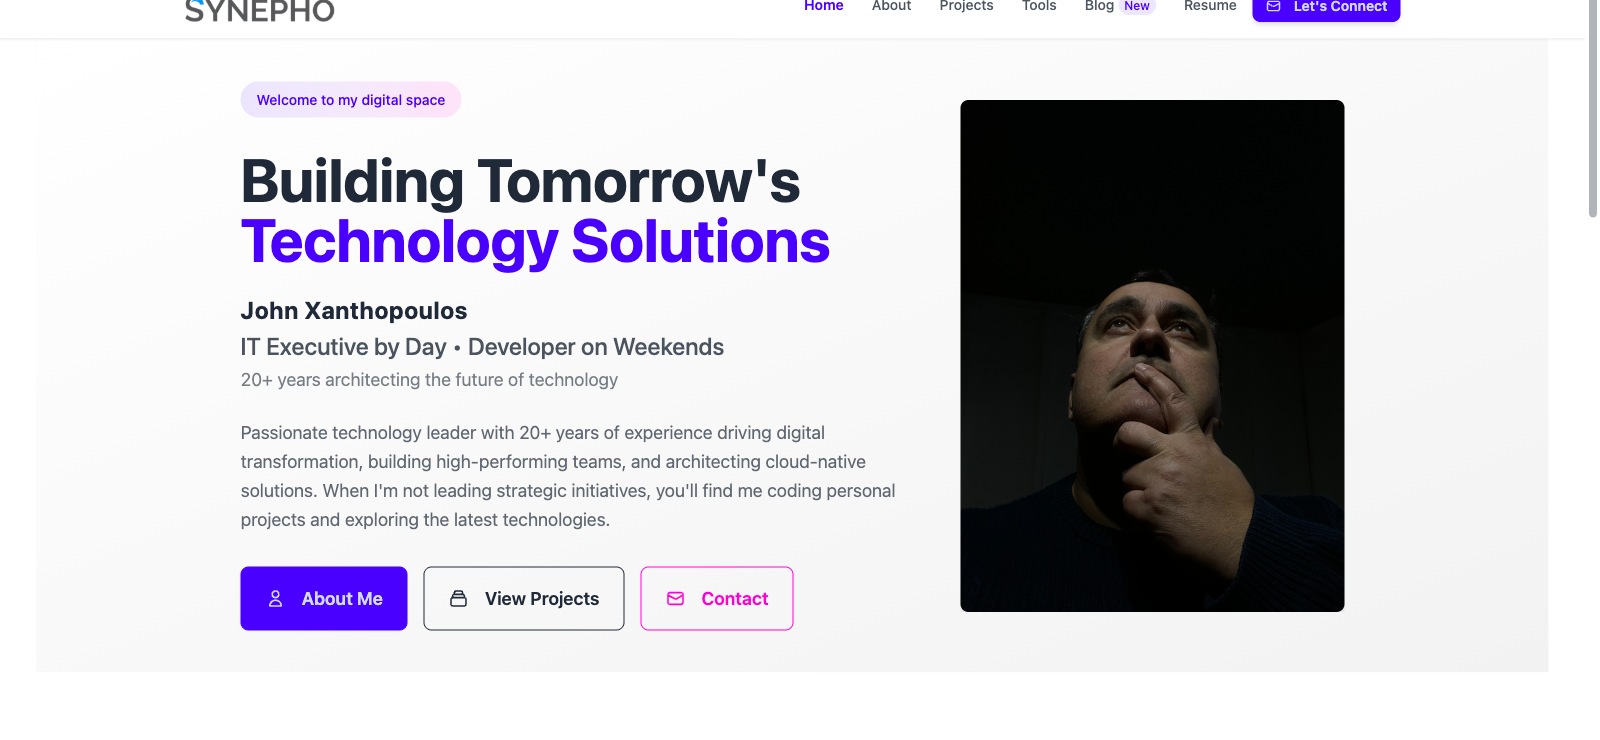 SYNEPHO
Home About Projects Tools Blog New Resume Let's Connect
Welcome to my digital space
Building Tomorrow's
Technology Solutions
John Xanthopoulos
IT Executive by Day • Developer on Weekends
20+ years architecting the future of technology
Passionate technology leader with 20+ years of experience driving digital
transformation, building high-performing teams, and architecting cloud-native
solutions. When I'm not leading strategic initiatives, you'll find me coding personal
projects and exploring the latest technologies.
About Me View Projects Contact